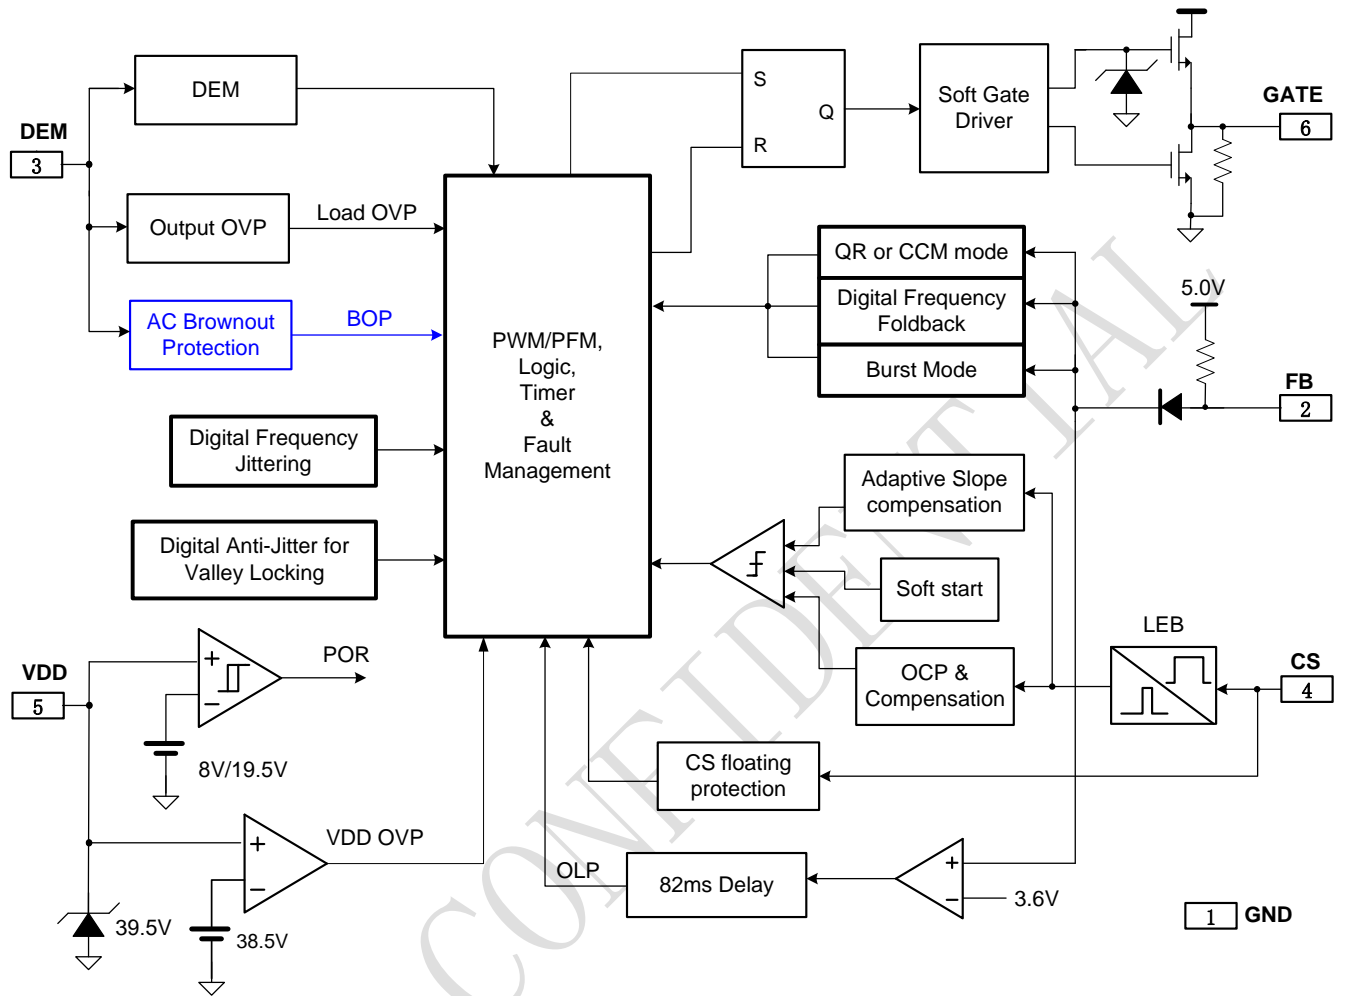 DEM
S
Q
R
Soft Gate
Driver
GATE
6
DEM
3
Output OVP
Load OVP
AC Brownout
Protection
BOP
PWM/PFM,
Logic,
Timer
&
Fault
Management
QR or CCM mode
Digital Frequency
Foldback
Burst Mode
5.0V
FB
2
Digital Frequency
Jittering
Adaptive Slope
compensation
Digital Anti-Jitter for
Valley Locking
Soft start
LEB
OCP &
Compensation
CS
4
VDD
5
+
−
POR
8V/19.5V
CS floating
protection
+
−
VDD OVP
39.5V
38.5V
OLP
82ms Delay
+
−
3.6V
1
GND
CONFIDENTIAL